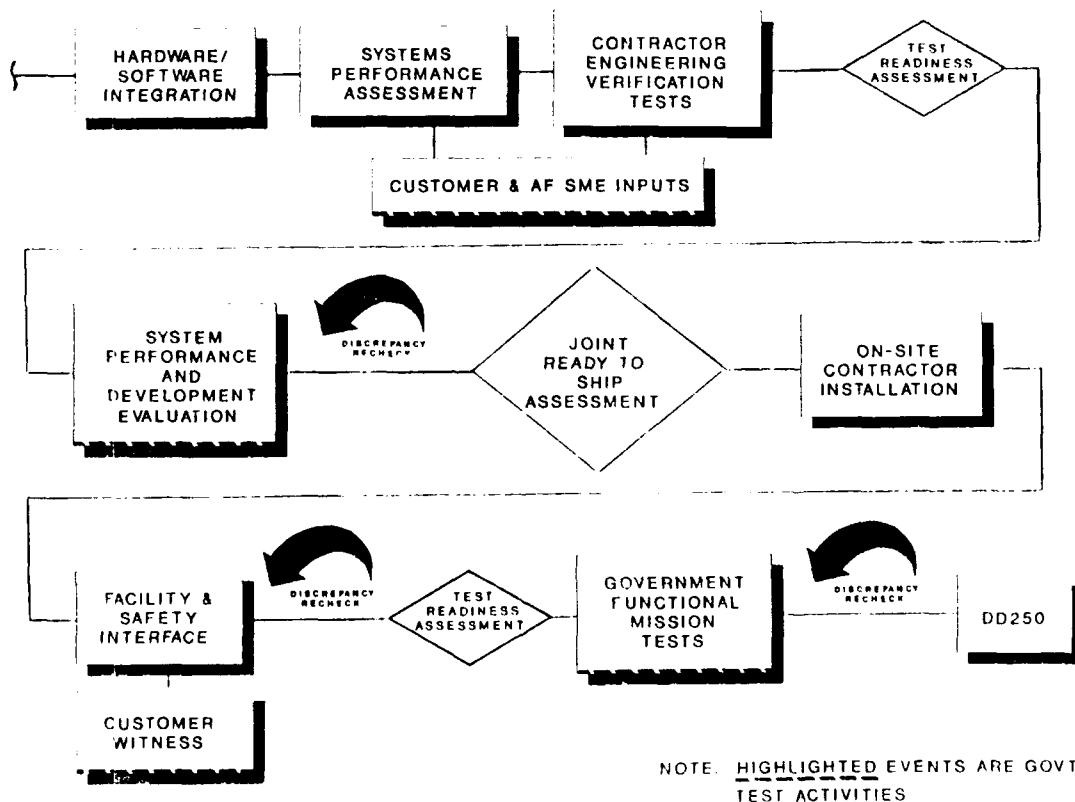 HARDWARE/
SOFTWARE
INTEGRATION
SYSTEMS
PERFORMANCE
ASSESSMENT
CONTRACTOR
ENGINEERING
VERIFICATION
TESTS
TEST
READINESS
ASSESSMENT
CUSTOMER & AF SME INPUTS
SYSTEM
PERFORMANCE
AND
DEVELOPMENT
EVALUATION
DISCREPANCY
RECHECK
JOINT
READY TO
SHIP
ASSESSMENT
ON-SITE
CONTRACTOR
INSTALLATION
FACILITY &
SAFETY
INTERFACE
DISCREPANCY
RECHECK
TEST
READINESS
ASSESSMENT
GOVERNMENT
FUNCTIONAL
MISSION
TESTS
DISCREPANCY
RECHECK
DD250
CUSTOMER
WITNESS
NOTE. HIGHLIGHTED EVENTS ARE GOVT
TEST ACTIVITIES